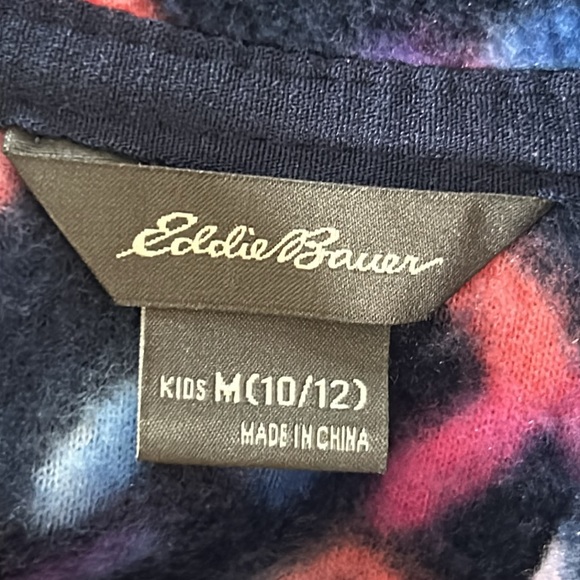 Eddie Bauer
KIDS M(10/12)
MADE IN CHINA